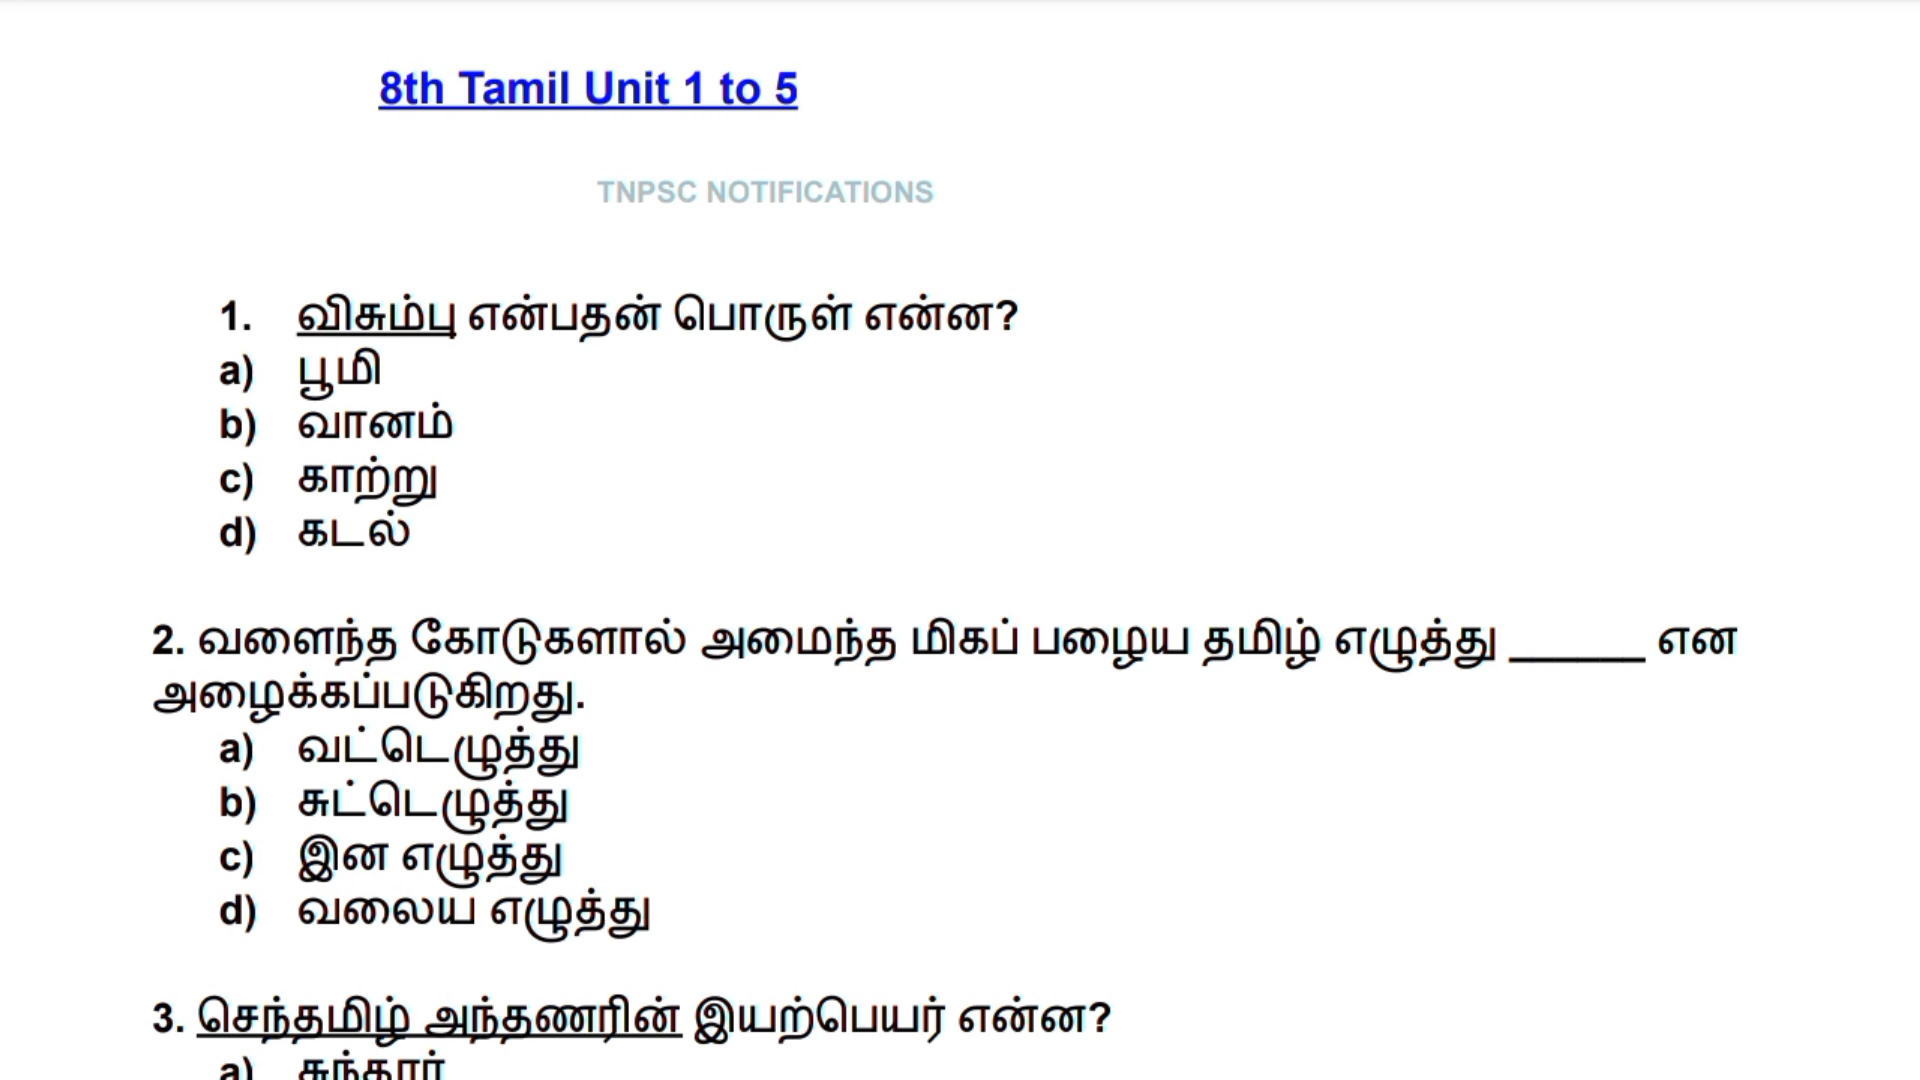 8th Tamil Unit 1 to 5
TNPSC NOTIFICATIONS
1. விசும்பு என்பதன் பொருள் என்ன?
a) பூமி
b) வானம்
c) காற்று
d) கடல்
2. வளைந்த கோடுகளால் அமைந்த மிகப் பழைய தமிழ் எழுத்து ______ என
அழைக்கப்படுகிறது.
a) வட்டெழுத்து
b) சுட்டெழுத்து
c) இன எழுத்து
d) வலைய எழுத்து
3. செந்தமிழ் அந்தணரின் இயற்பெயர் என்ன?
a)